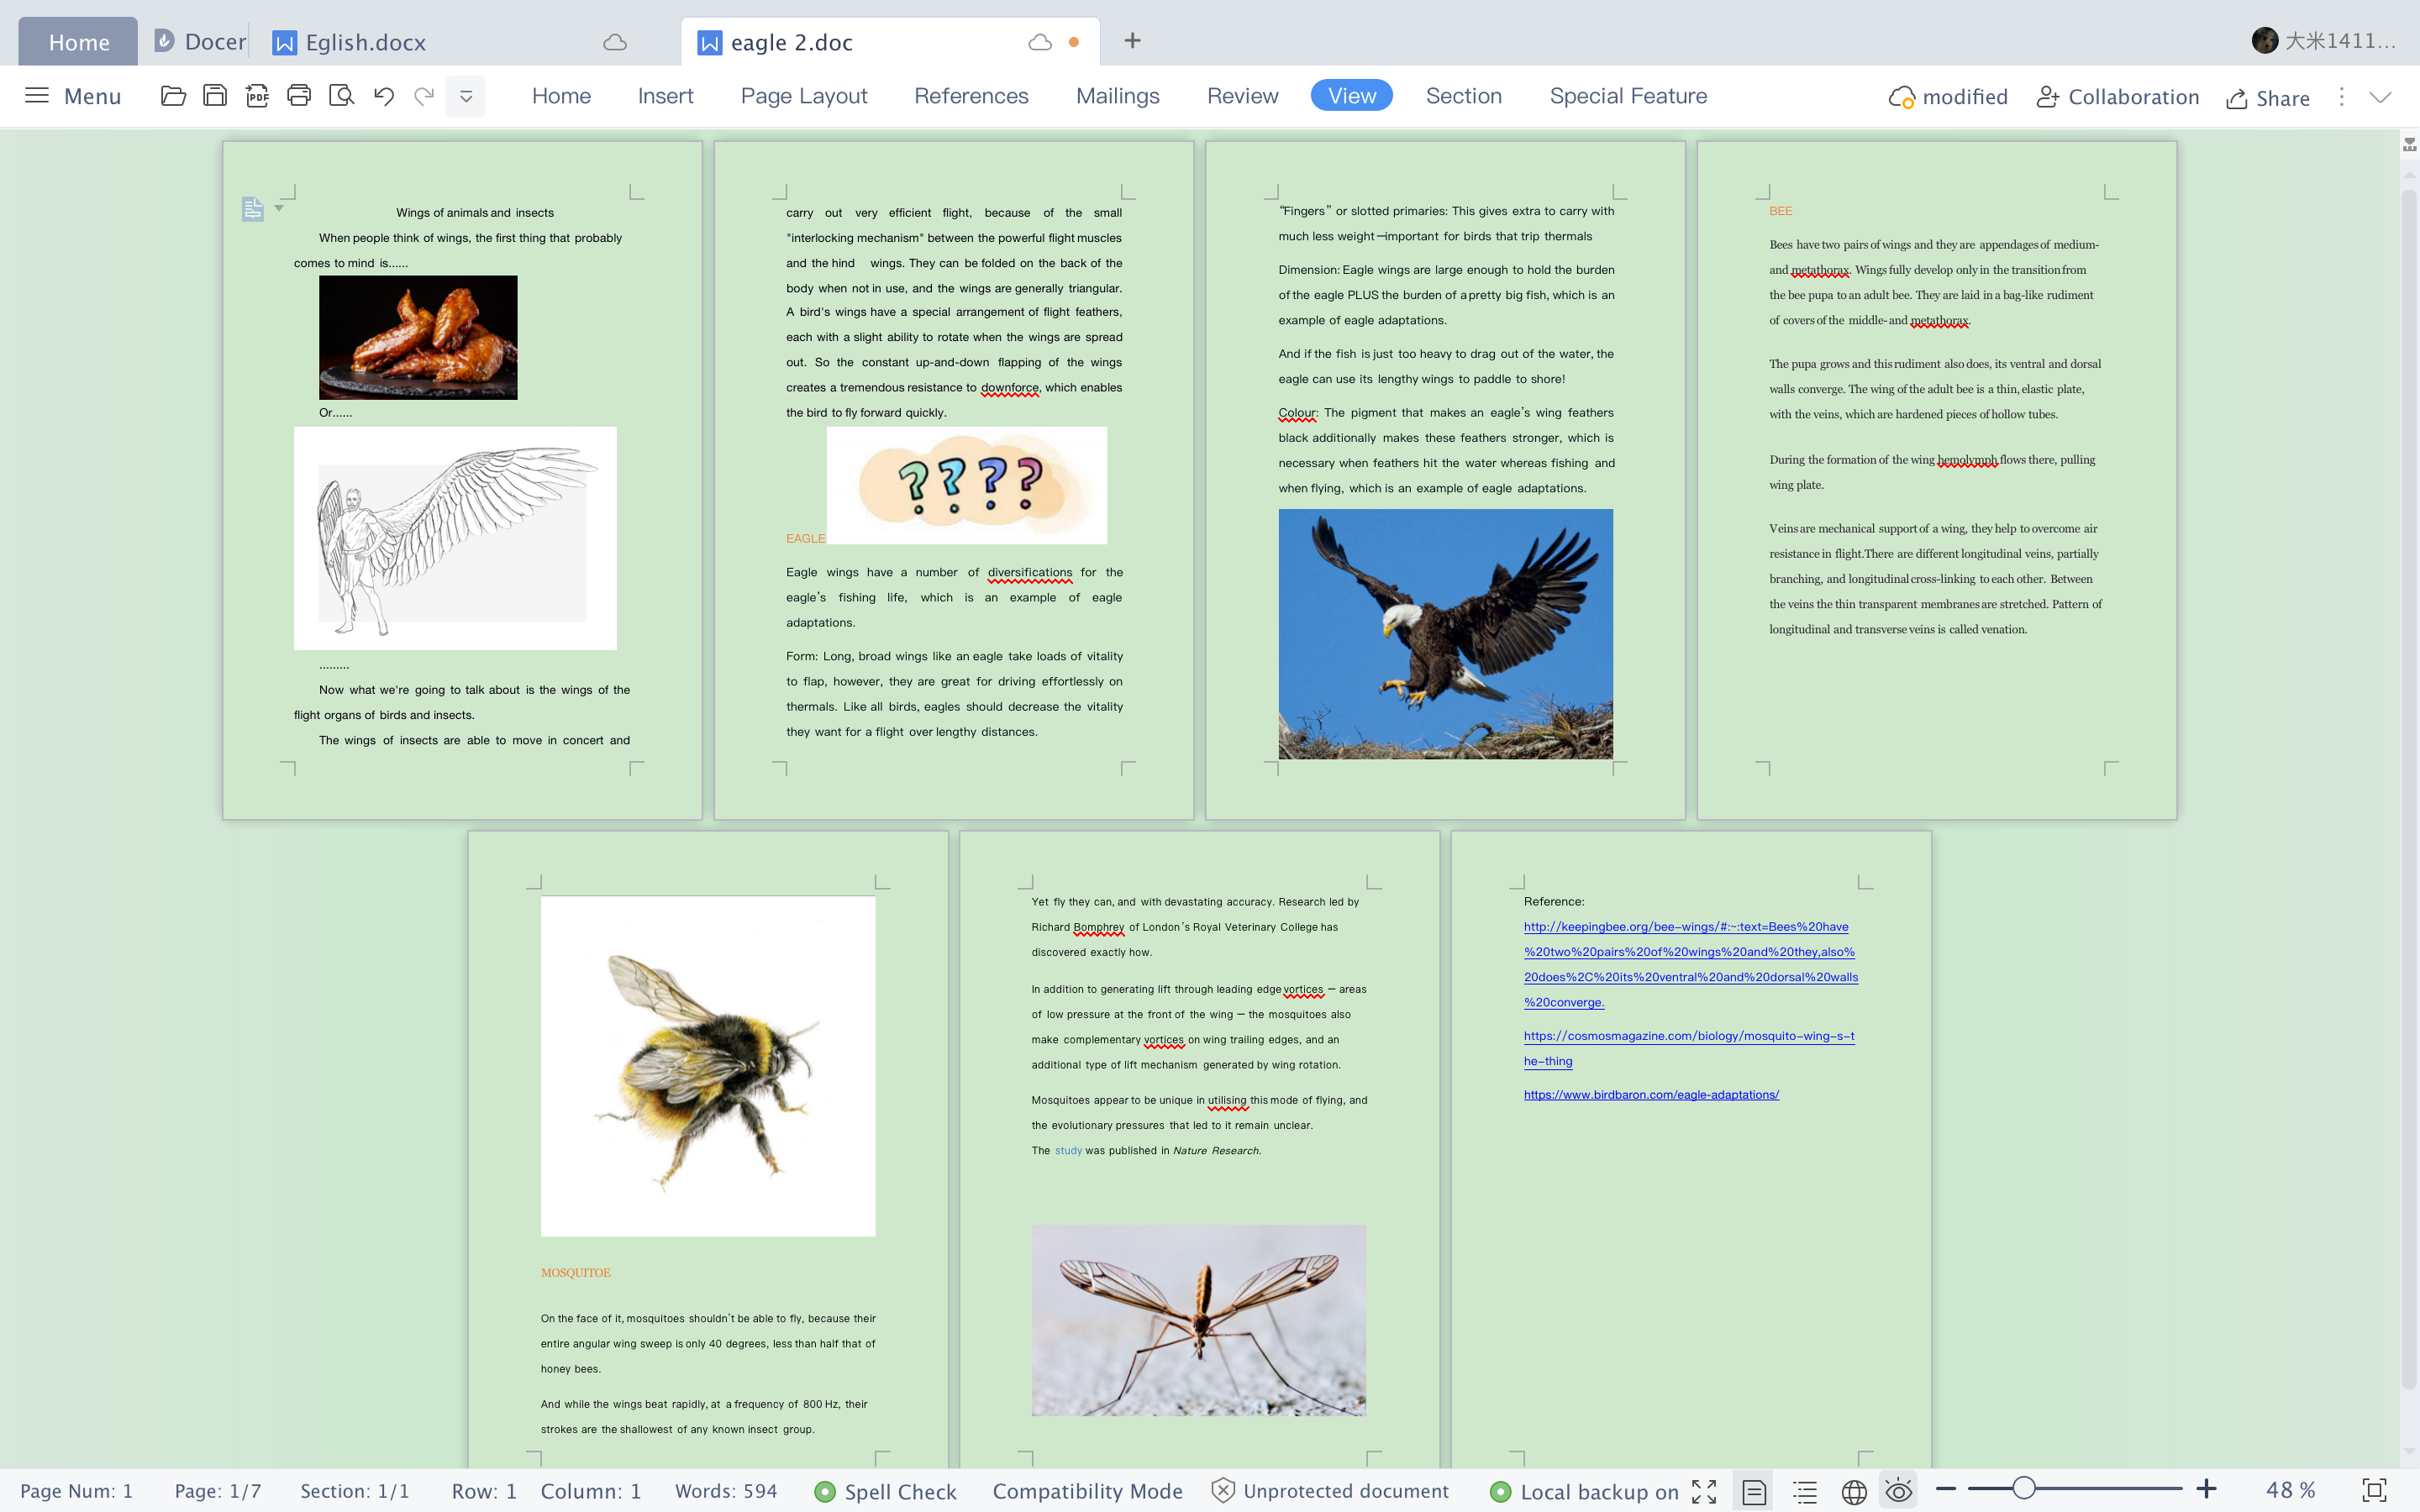 Home
Docer
Eglish.docx
eagle 2.doc
大米1411...
Menu
PDF
Home
Insert
Page Layout
References
Mailings
Review
View
Section
Special Feature
modified
Collaboration
Share
Wings of animals and insects
When people think of wings, the first thing that probably
comes to mind is......
Or......
.........
Now what we're going to talk about is the wings of the
flight organs of birds and insects.
The wings of insects are able to move in concert and
carry out very efficient flight, because of the small
"interlocking mechanism" between the powerful flight muscles
and the hind wings. They can be folded on the back of the
body when not in use, and the wings are generally triangular.
A bird's wings have a special arrangement of flight feathers,
each with a slight ability to rotate when the wings are spread
out. So the constant up-and-down flapping of the wings
creates a tremendous resistance to downforce, which enables
the bird to fly forward quickly.
? ? ? ?
EAGLE
Eagle wings have a number of diversifications for the
eagle's fishing life, which is an example of eagle
adaptations.
Form: Long, broad wings like an eagle take loads of vitality
to flap, however, they are great for driving effortlessly on
thermals. Like all birds, eagles should decrease the vitality
they want for a flight over lengthy distances.
“Fingers” or slotted primaries: This gives extra to carry with
much less weight—important for birds that trip thermals
Dimension: Eagle wings are large enough to hold the burden
of the eagle PLUS the burden of a pretty big fish, which is an
example of eagle adaptations.
And if the fish is just too heavy to drag out of the water, the
eagle can use its lengthy wings to paddle to shore!
Colour: The pigment that makes an eagle's wing feathers
black additionally makes these feathers stronger, which is
necessary when feathers hit the water whereas fishing and
when flying, which is an example of eagle adaptations.
BEE
Bees have two pairs of wings and they are appendages of medium-
and metathorax. Wings fully develop only in the transition from
the bee pupa to an adult bee. They are laid in a bag-like rudiment
of covers of the middle- and metathorax.
The pupa grows and this rudiment also does, its ventral and dorsal
walls converge. The wing of the adult bee is a thin, elastic plate,
with the veins, which are hardened pieces of hollow tubes.
During the formation of the wing hemolymph flows there, pulling
wing plate.
Veins are mechanical support of a wing, they help to overcome air
resistance in flight.There are different longitudinal veins, partially
branching, and longitudinal cross-linking to each other. Between
the veins the thin transparent membranes are stretched. Pattern of
longitudinal and transverse veins is called venation.
MOSQUITOE
On the face of it, mosquitoes shouldn't be able to fly, because their
entire angular wing sweep is only 40 degrees, less than half that of
honey bees.
And while the wings beat rapidly, at a frequency of 800 Hz, their
strokes are the shallowest of any known insect group.
Yet fly they can, and with devastating accuracy. Research led by
Richard Bomphrey of London's Royal Veterinary College has
discovered exactly how.
In addition to generating lift through leading edge vortices – areas
of low pressure at the front of the wing – the mosquitoes also
make complementary vortices on wing trailing edges, and an
additional type of lift mechanism generated by wing rotation.
Mosquitoes appear to be unique in utilising this mode of flying, and
the evolutionary pressures that led to it remain unclear.
The study was published in Nature Research.
Reference:
http://keepingbee.org/bee-wings/#:~:text=Bees%20have
%20two%20pairs%20of%20wings%20and%20they,also%
20does%2C%20its%20ventral%20and%20dorsal%20walls
%20converge.
https://cosmosmagazine.com/biology/mosquito-wing-s-t
he-thing
https://www.birdbaron.com/eagle-adaptations/
Page Num: 1
Page: 1/7
Section: 1/1
Row: 1
Column: 1
Words: 594
Spell Check
Compatibility Mode
Unprotected document
Local backup on
48 %